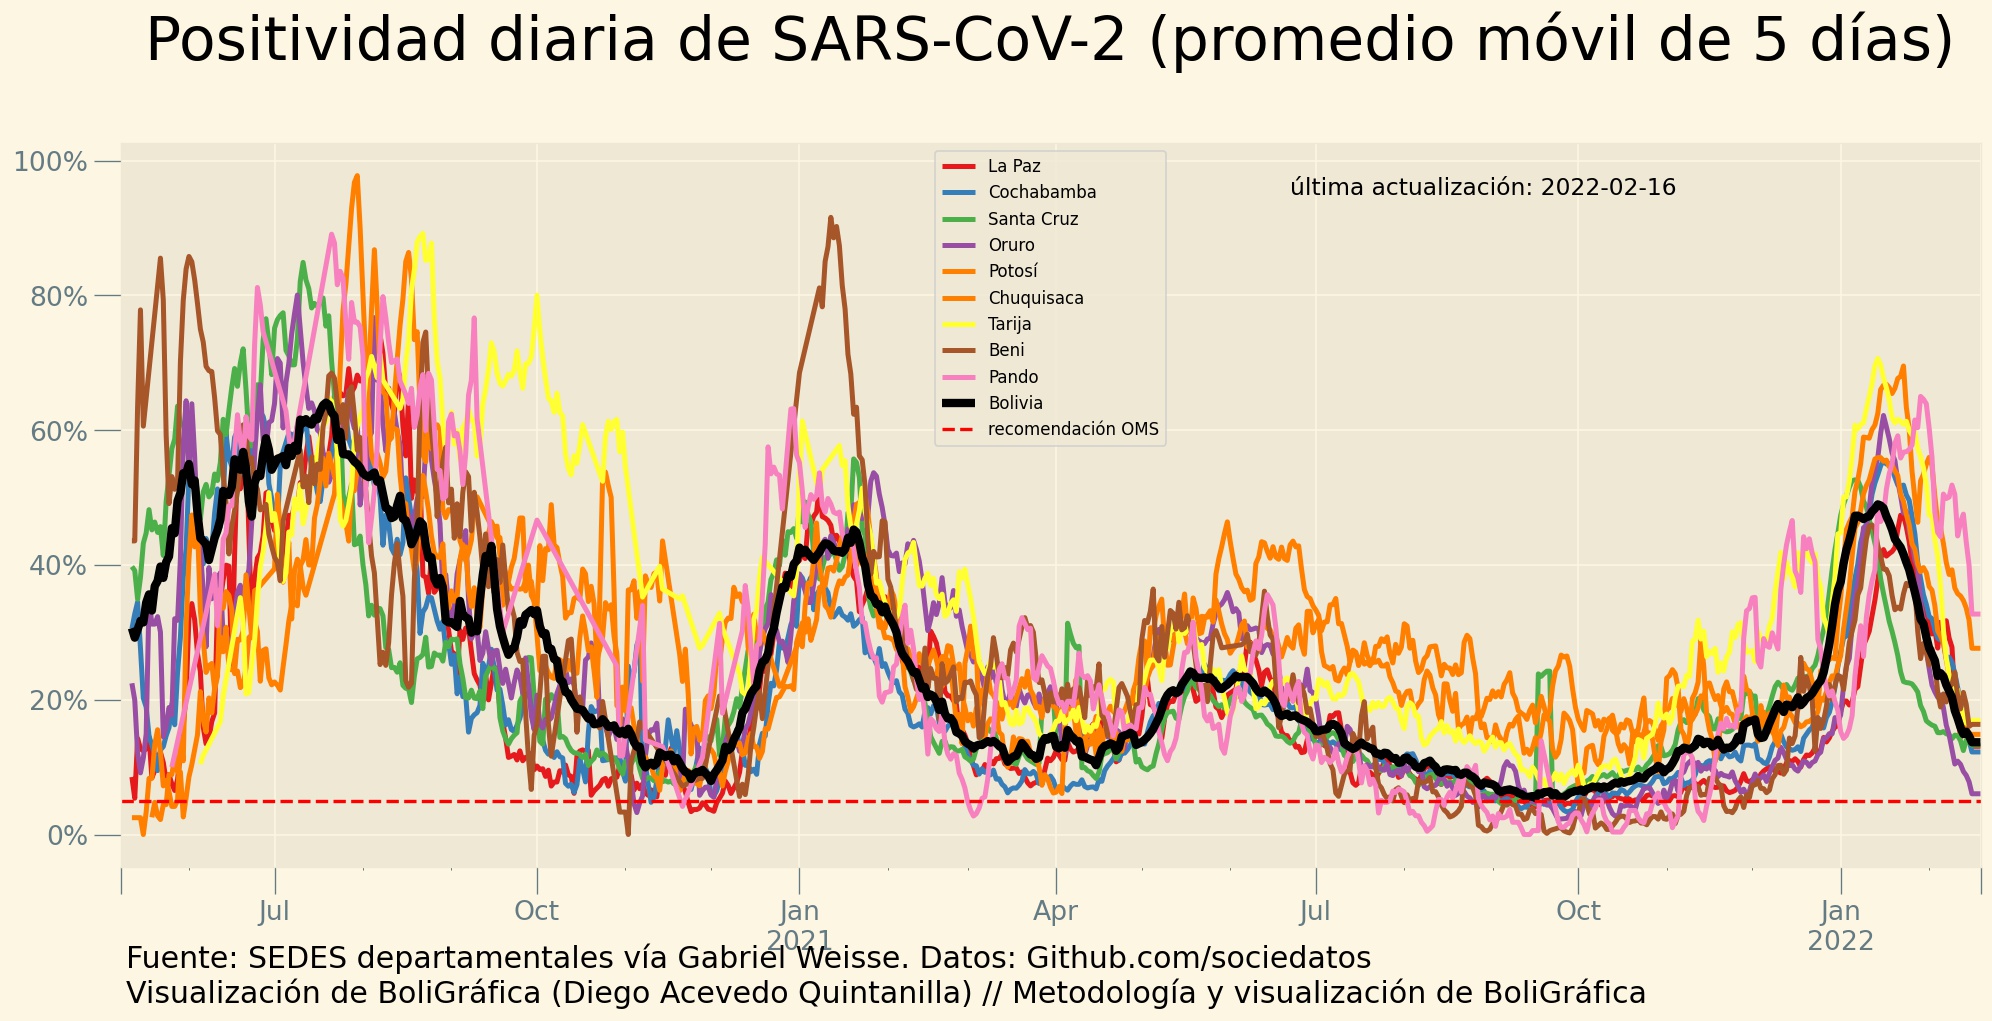 Positividad diaria de SARS-CoV-2 (promedio móvil de 5 días)
100%
80%
60%
40%
20%
0%
La Paz
Cochabamba
Santa Cruz
Oruro
Potosí
Chuquisaca
Tarija
Beni
Pando
Bolivia
recomendación OMS
última actualización: 2022-02-16
Jul
Oct
Jan
2021
Apr
Jul
Oct
Jan
2022
Fuente: SEDES departamentales vía Gabriel Weisse. Datos: Github.com/sociedatos
Visualización de BoliGráfica (Diego Acevedo Quintanilla) // Metodología y visualización de BoliGráfica